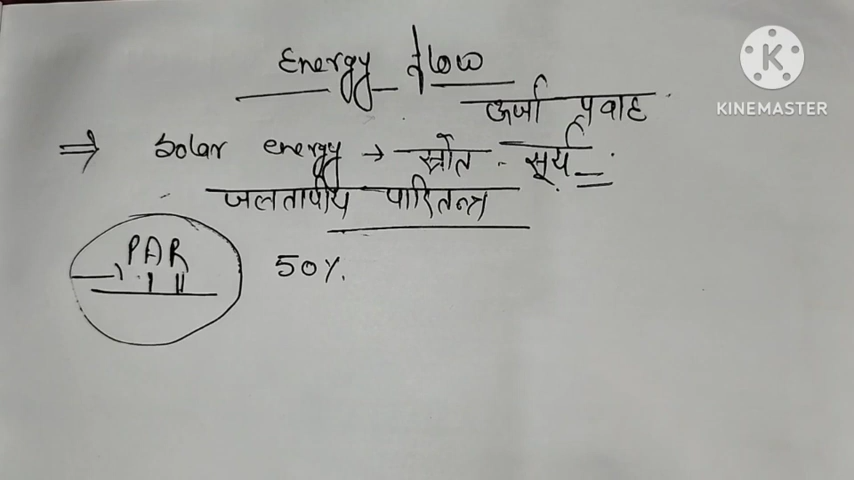 Energy flow
ऊर्जा प्रवाह
KINEMASTER
⇒ Solar energy → स्रोत - सूर्य
जलतापीय पारितन्त्र
PAR 50%